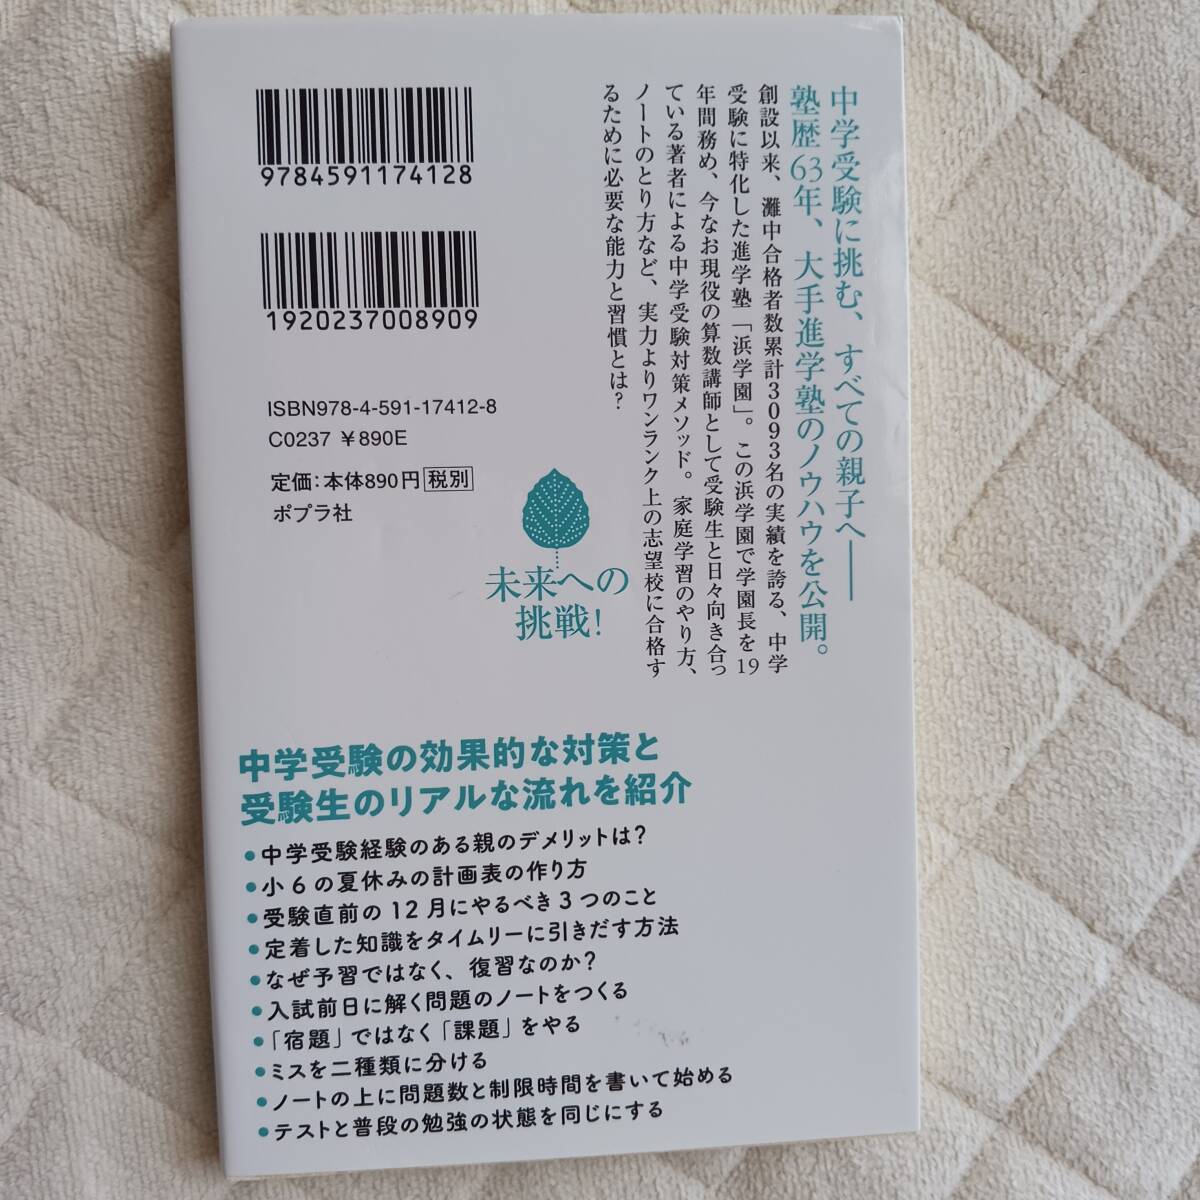 中学受験に挑む、すべての親子へ――
塾歴63年、大手進学塾のノウハウを公開。
創設以来、灘中合格者数累計3093名の実績を誇る、中学
受験に特化した進学塾「浜学園」。この浜学園で学園長を19
年間務め、今なお現役の算数講師として受験生と日々向き合っ
ている著者による中学受験対策メソッド。家庭学習のやり方、
ノートのとり方など、実力よりワンランク上の志望校に合格す
るために必要な能力と習慣とは?
9784591174128
1920237008909
ISBN978-4-591-17412-8
C0237 ¥890E
定価:本体890円 税別
ポプラ社
未来への
挑戦!
中学受験の効果的な対策と
受験生のリアルな流れを紹介
●中学受験経験のある親のデメリットは?
●小6の夏休みの計画表の作り方
●受験直前の12月にやるべき3つのこと
●定着した知識をタイムリーに引きだす方法
●なぜ予習ではなく、復習なのか?
●入試前日に解く問題のノートをつくる
●「宿題」ではなく「課題」をやる
●ミスを二種類に分ける
●ノートの上に問題数と制限時間を書いて始める
●テストと普段の勉強の状態を同じにする